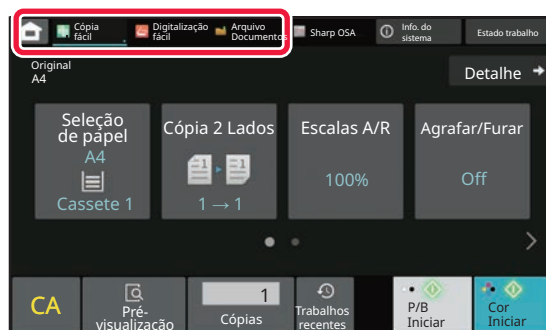 Cópia
fácil
Digitalização
fácil
Arquivo
Documentos
Sharp OSA
Info. do
sistema
Estado trabalho
Original
A4
Detalhe
Seleção
de papel
A4
Cassete 1
Cópia 2 Lados
1 1
1 → 1
Escalas A/R
100%
Agrafar/Furar
Off
CA
Pré-
visualização
1
Cópias
Trabalhos
recentes
P/B
Iniciar
Cor
Iniciar